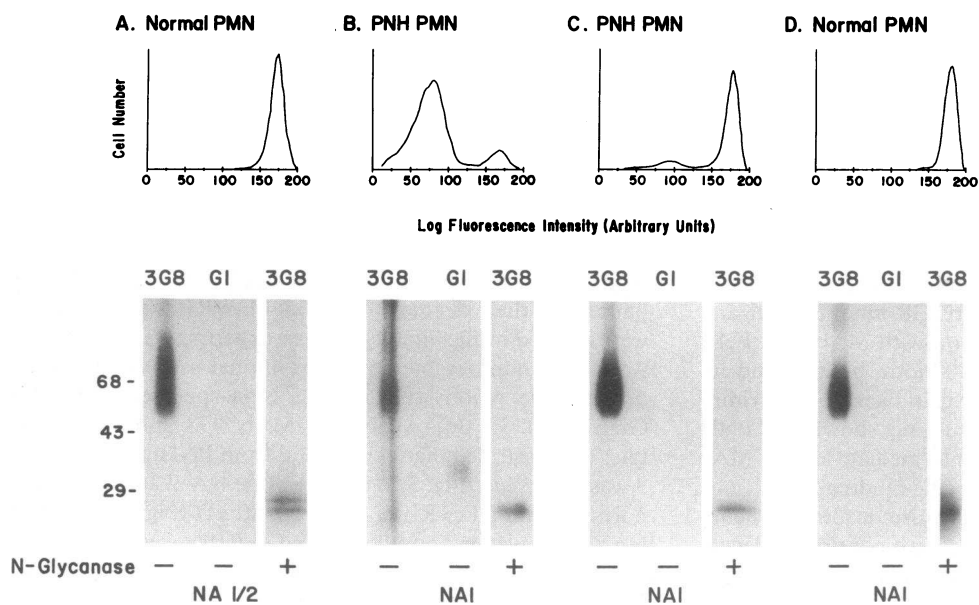 A. Normal PMN
B. PNH PMN
C. PNH PMN
D. Normal PMN
Cell Number
0 50 100 150 200
0 50 100 150 200
0 50 100 150 200
0 50 100 150 200
Log Fluorescence Intensity (Arbitrary Units)
3G8 G1 3G8
3G8 G1 3G8
3G8 G1 3G8
3G8 3G8
68-
43-
29-
N-Glycanase - + - + - + - +
NA 1/2 NA1 NA1 NA1